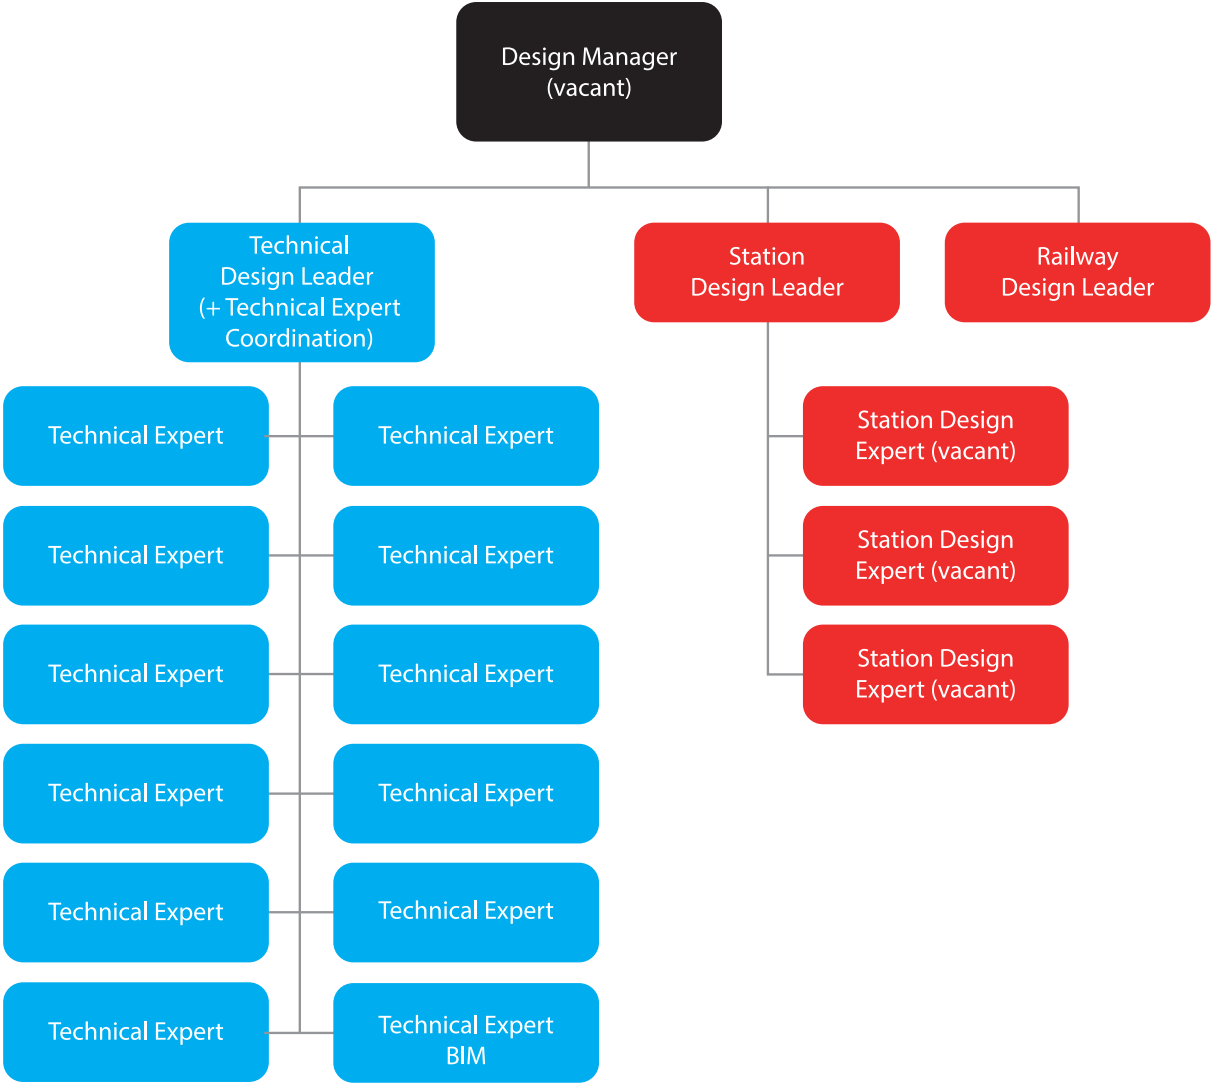 Design Manager
(vacant)
Technical
Design Leader
(+ Technical Expert
Coordination)
Station
Design Leader
Railway
Design Leader
Technical Expert
Technical Expert
Station Design
Expert (vacant)
Technical Expert
Technical Expert
Station Design
Expert (vacant)
Technical Expert
Technical Expert
Station Design
Expert (vacant)
Technical Expert
Technical Expert
Technical Expert
Technical Expert
Technical Expert
Technical Expert
BIM